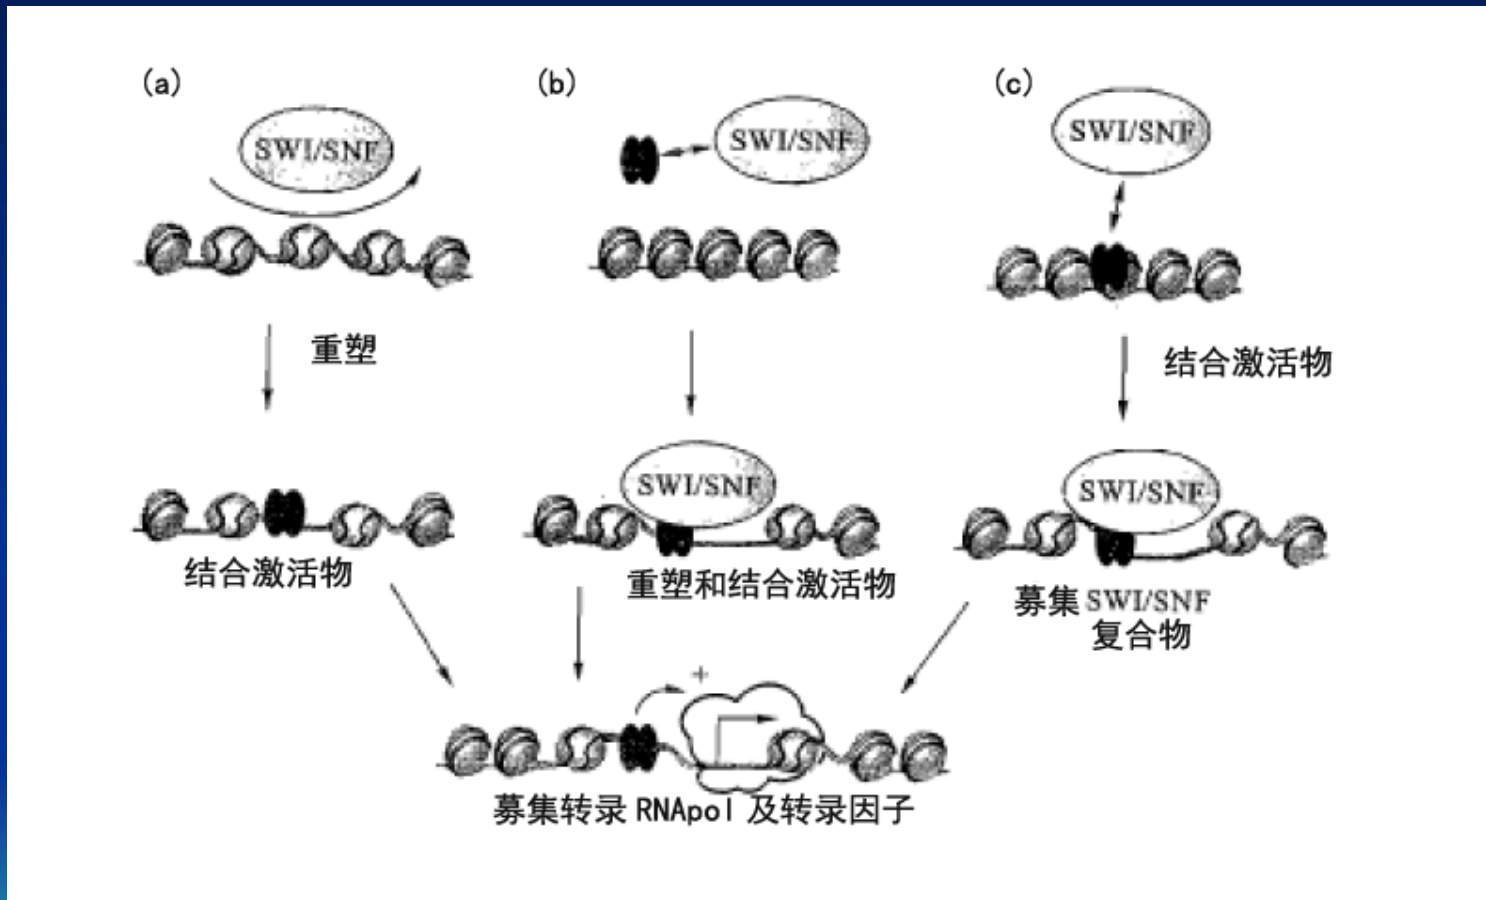 (a)
(b)
(c)
SWI/SNF
SWI/SNF
SWI/SNF
重塑
结合激活物
SWI/SNF
SWI/SNF
结合激活物
重塑和结合激活物
募集 SWI/SNF
复合物
+
募集转录 RNApol 及转录因子